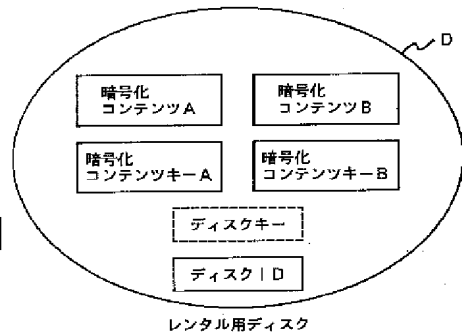 D
暗号化
コンテンツA
暗号化
コンテンツB
暗号化
コンテンツキーA
暗号化
コンテンツキーB
ディスクキー
ディスクID
レンタル用ディスク